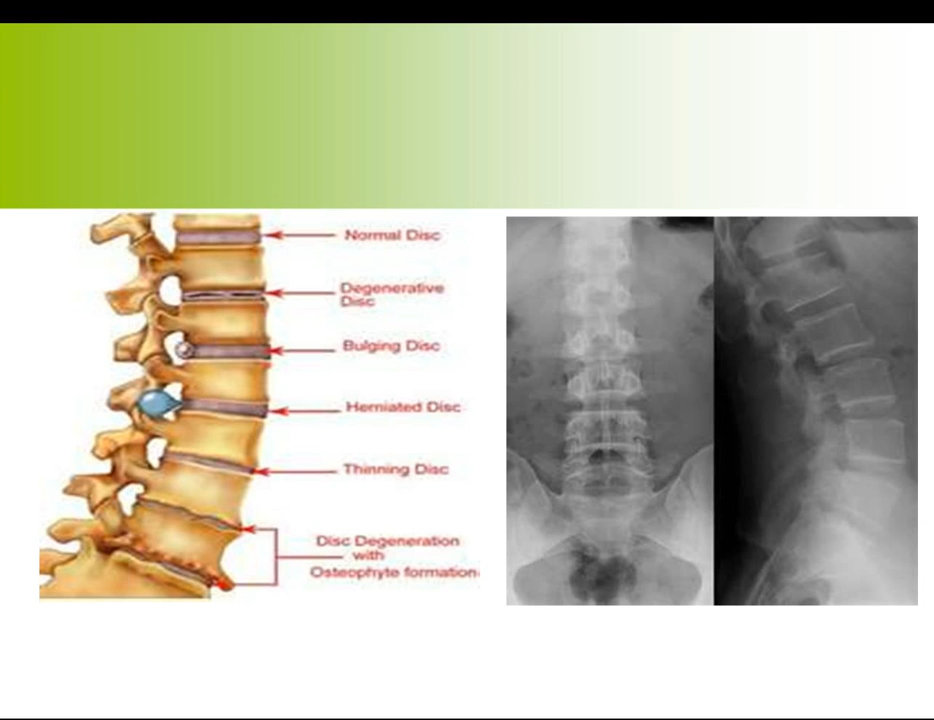 Normal Disc
Degenerative
Disc
Bulging Disc
Herniated Disc
Thinning Disc
Disc Degeneration
with
Osteophyte formation